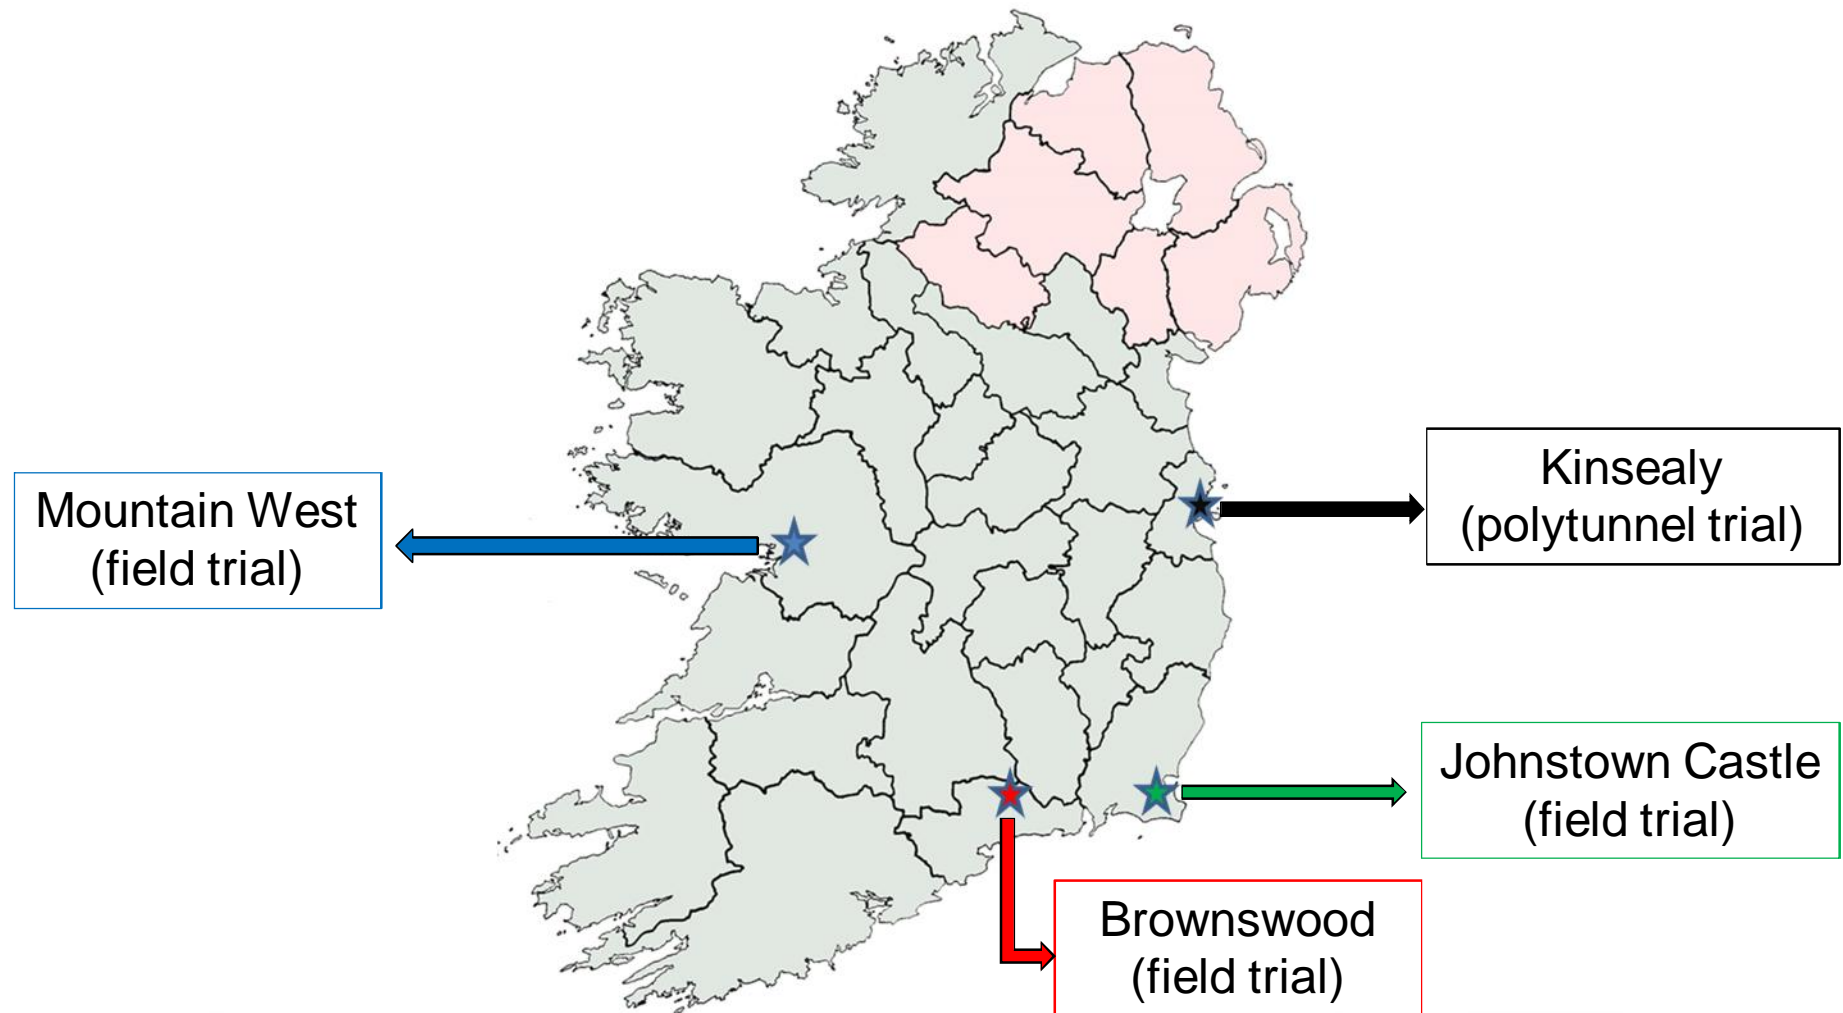 Mountain West
(field trial)
Kinsealy
(polytunnel trial)
Johnstown Castle
(field trial)
Brownswood
(field trial)